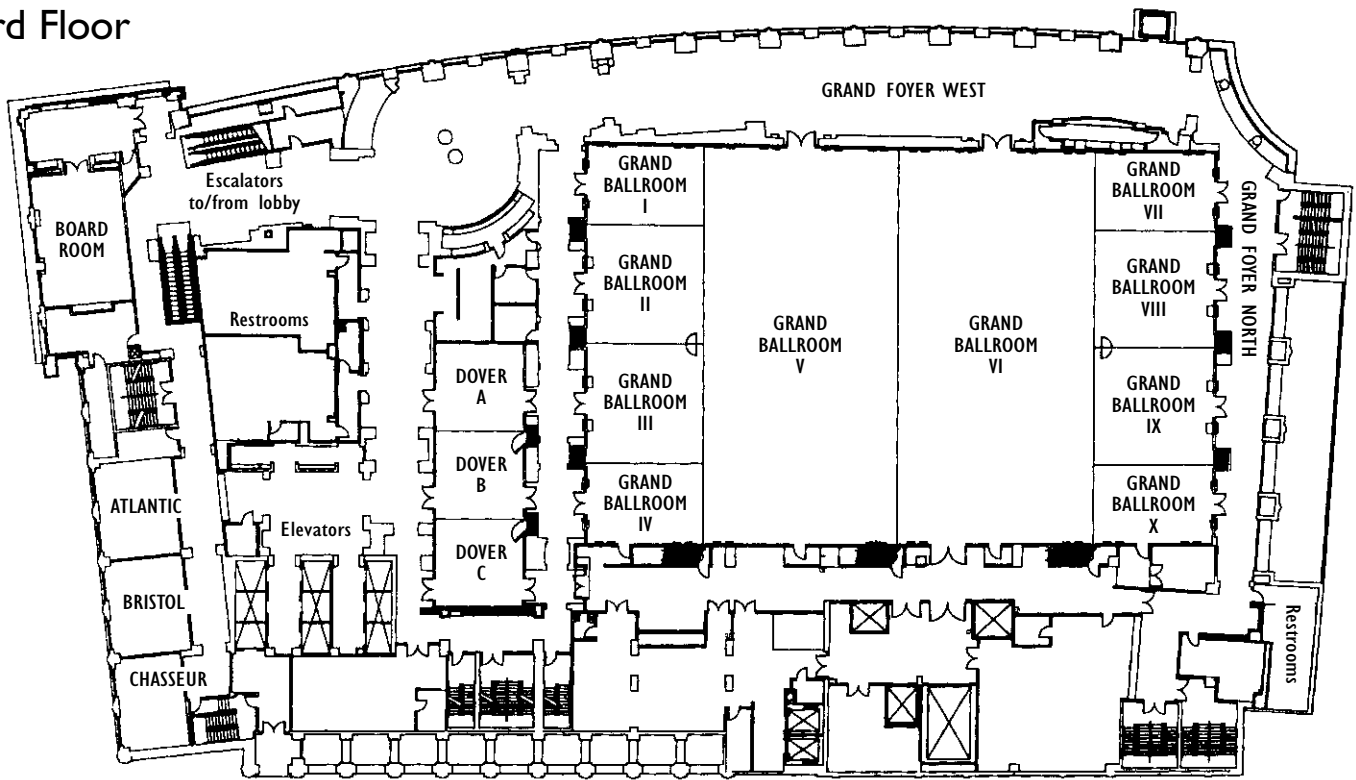 rd Floor
GRAND FOYER WEST
Escalators
to/from lobby
BOARD
ROOM
Restrooms
GRAND
BALLROOM
I
GRAND
BALLROOM
II
GRAND
BALLROOM
III
GRAND
BALLROOM
IV
GRAND
BALLROOM
V
GRAND
BALLROOM
VI
GRAND
BALLROOM
VII
GRAND
BALLROOM
VIII
GRAND
BALLROOM
IX
GRAND
BALLROOM
X
GRAND FOYER NORTH
DOVER
A
DOVER
B
DOVER
C
ATLANTIC
Elevators
BRISTOL
CHASSEUR
Restrooms